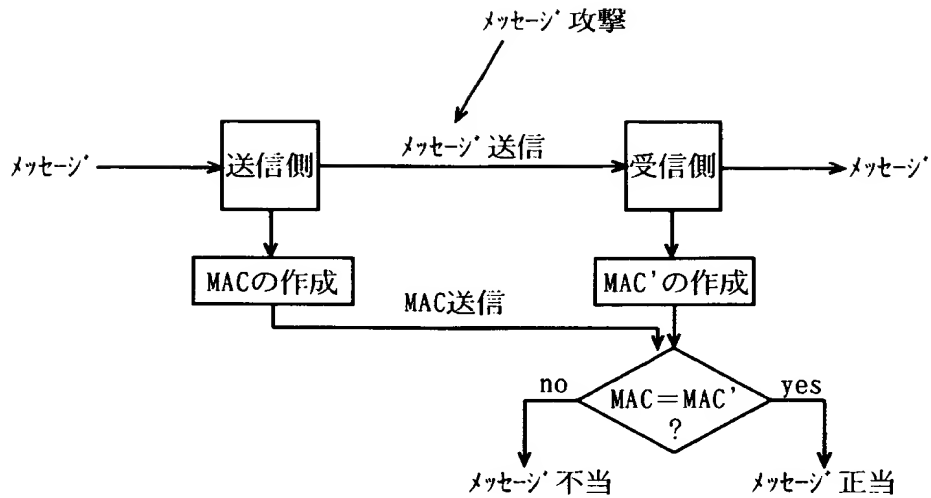 ﾒｯｾｰｼﾞ 攻撃
ﾒｯｾｰｼﾞ
送信側
ﾒｯｾｰｼﾞ 送信
受信側
ﾒｯｾｰｼﾞ
MACの作成
MAC'の作成
MAC送信
no
MAC＝MAC'
?
yes
ﾒｯｾｰｼﾞ 不当
ﾒｯｾｰｼﾞ 正当